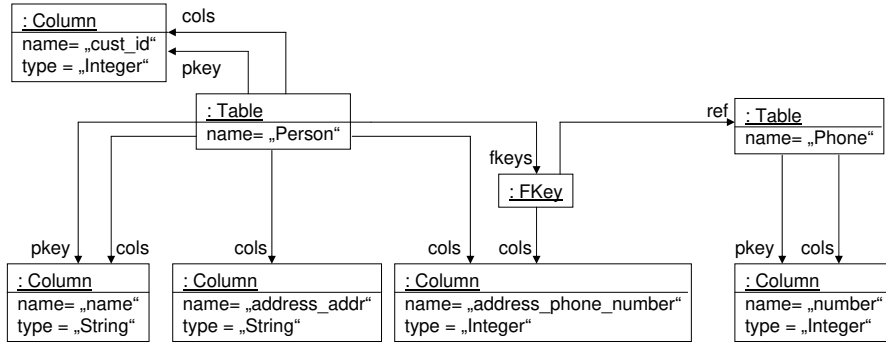 : Column
name= „cust_id“
type = „Integer“
cols
pkey
: Table
name= „Person“
ref
: Table
name= „Phone“
fkeys
: FKey
pkey
cols
cols
cols
cols
pkey
cols
: Column
name= „name“
type = „String“
: Column
name= „address_addr“
type = „String“
: Column
name= „address_phone_number“
type = „Integer“
: Column
name= „number“
type = „Integer“